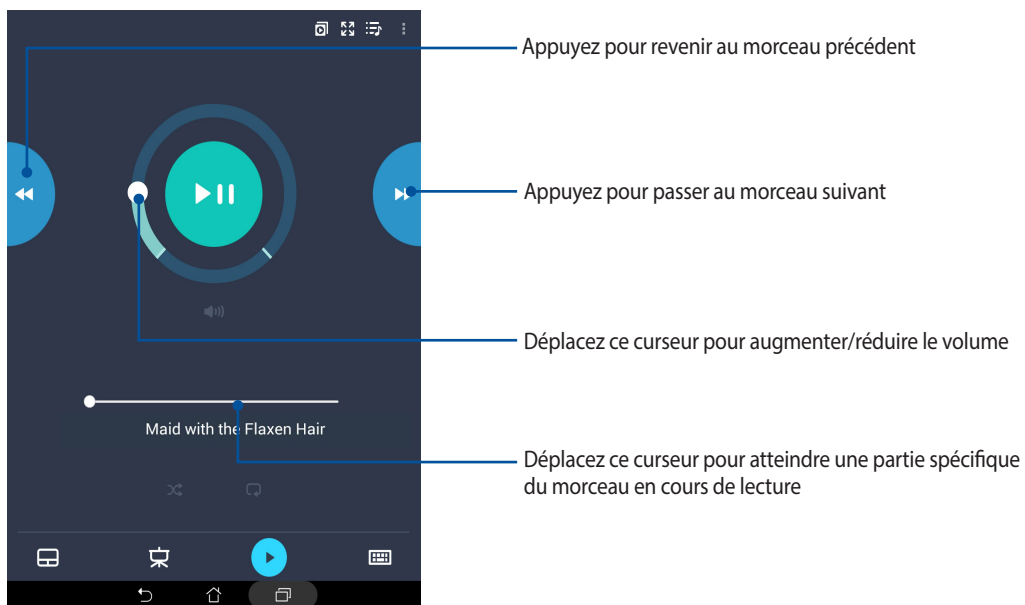 Appuyez pour revenir au morceau précédent
Appuyez pour passer au morceau suivant
Déplacez ce curseur pour augmenter/réduire le volume
Maid with the Flaxen Hair
Déplacez ce curseur pour atteindre une partie spécifique
du morceau en cours de lecture